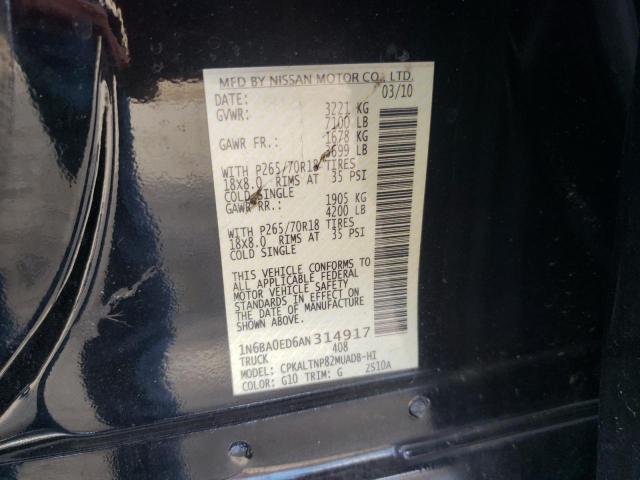 MFD BY NISSAN MOTOR CO., LTD.
DATE: 03/10
GVWR: 3221 KG
7100 LB
GAWR FR.: 1678 KG
3699 LB
WITH P265/70R18 TIRES
18X8.0 RIMS AT 35 PSI
COLD SINGLE
GAWR RR.: 1905 KG
4200 LB
WITH P265/70R18 TIRES
18X8.0 RIMS AT 35 PSI
COLD SINGLE
THIS VEHICLE CONFORMS TO
ALL APPLICABLE FEDERAL
MOTOR VEHICLE SAFETY
STANDARDS IN EFFECT ON
THE DATE OF MANUFACTURE
SHOWN ABOVE.
1N6BA0ED6AN314917
TRUCK 408
MODEL: CPKALTNP82MUADB-HI
COLOR: G10 TRIM: G ZS10A